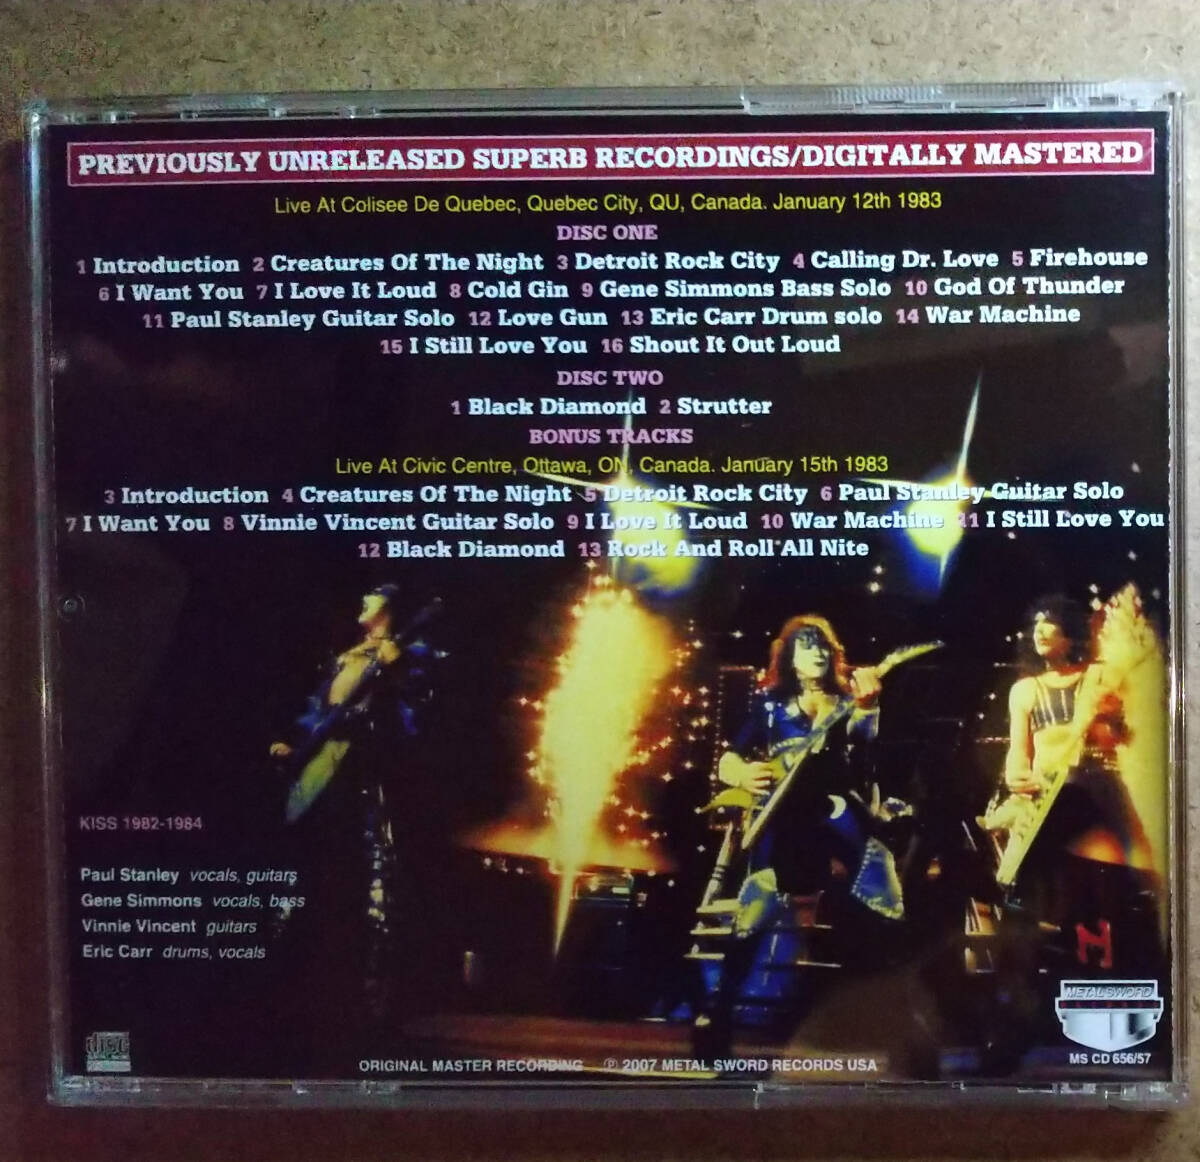 PREVIOUSLY UNRELEASED SUPERB RECORDINGS/DIGITALLY MASTERED
Live At Colisee De Quebec, Quebec City, QU, Canada. January 12th 1983
DISC ONE
1 Introduction 2 Creatures Of The Night 3 Detroit Rock City 4 Calling Dr. Love 5 Firehouse
6 I Want You 7 I Love It Loud 8 Cold Gin 9 Gene Simmons Bass Solo 10 God Of Thunder
11 Paul Stanley Guitar Solo 12 Love Gun 13 Eric Carr Drum solo 14 War Machine
15 I Still Love You 16 Shout It Out Loud
DISC TWO
1 Black Diamond 2 Strutter
BONUS TRACKS
Live At Civic Centre, Ottawa, ON, Canada. January 15th 1983
3 Introduction 4 Creatures Of The Night 5 Detroit Rock City 6 Paul Stanley Guitar Solo
7 I Want You 8 Vinnie Vincent Guitar Solo 9 I Love It Loud 10 War Machine 11 I Still Love You
12 Black Diamond 13 Rock And Roll All Nite
KISS 1982-1984
Paul Stanley vocals, guitars
Gene Simmons vocals, bass
Vinnie Vincent guitars
Eric Carr drums, vocals
METAL SWORD
MS CD 656/57
disc
ORIGINAL MASTER RECORDING ℗ 2007 METAL SWORD RECORDS USA